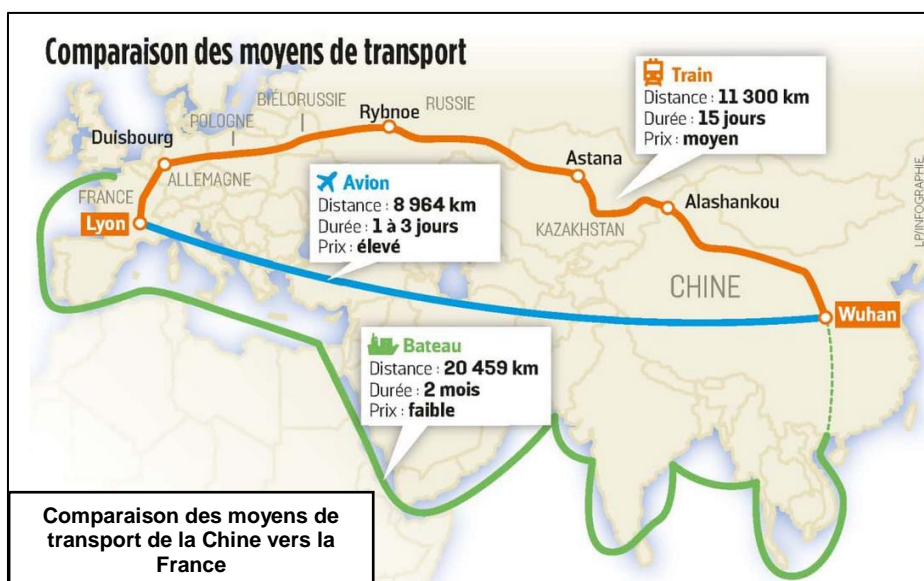 Comparaison des moyens de transport
Train
Distance : 11 300 km
Durée : 15 jours
Prix : moyen
BIÉLORUSSIE
POLOGNE
Rybnoe
RUSSIE
Duisbourg
ALLEMAGNE
FRANCE
Lyon
Avion
Distance : 8 964 km
Durée : 1 à 3 jours
Prix : élevé
Astana
Alashankou
KAZAKHSTAN
CHINE
Wuhan
LP/INFOGRAPHIE
Bateau
Distance : 20 459 km
Durée : 2 mois
Prix : faible
Comparaison des moyens de
transport de la Chine vers la
France